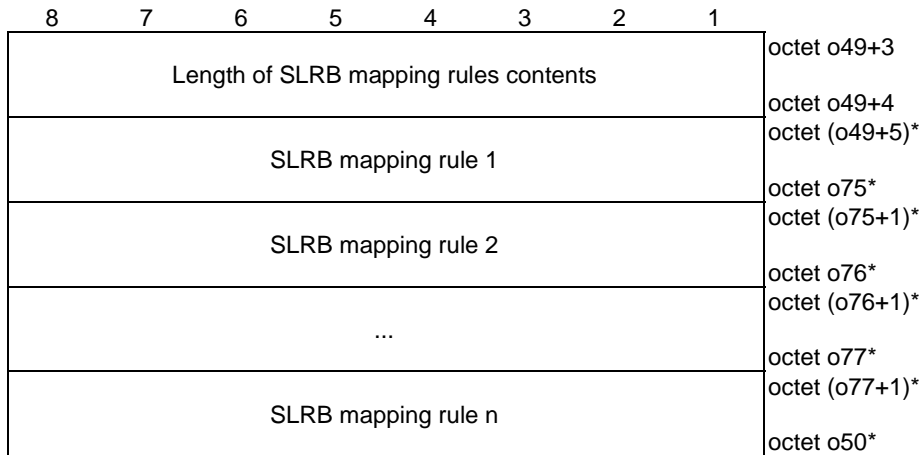 8 7 6 5 4 3 2 1
octet o49+3
Length of SLRB mapping rules contents
octet o49+4
octet (o49+5)*
SLRB mapping rule 1
octet o75*
octet (o75+1)*
SLRB mapping rule 2
octet o76*
octet (o76+1)*
...
octet o77*
octet (o77+1)*
SLRB mapping rule n
octet o50*